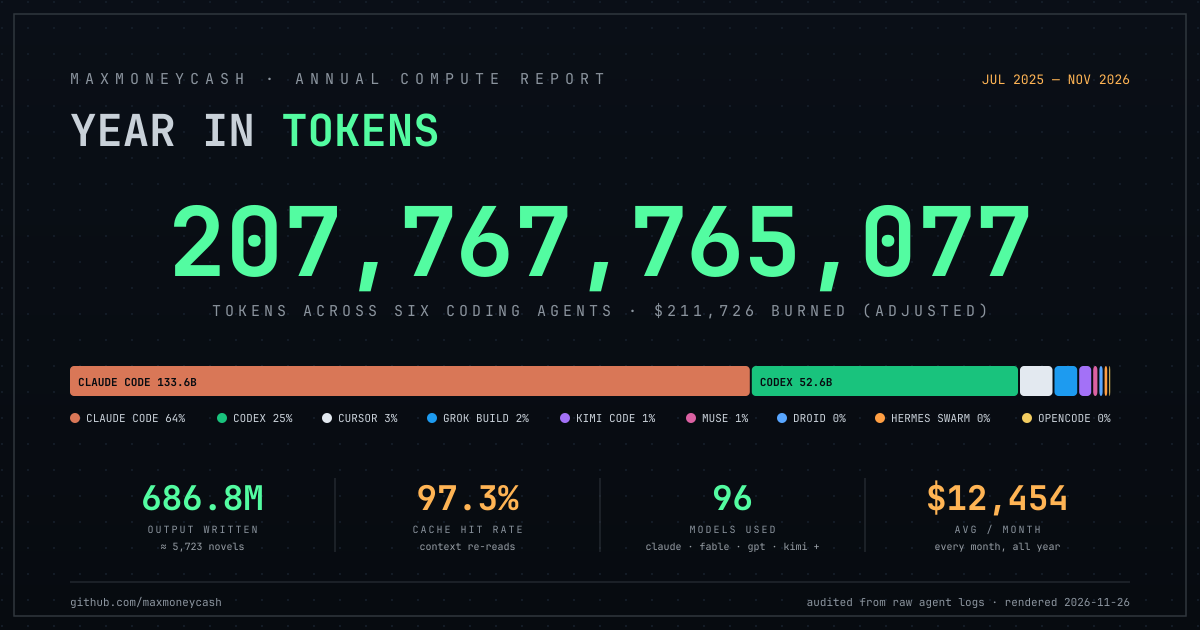 MAXMONEYCASH · ANNUAL COMPUTE REPORT
JUL 2025 — NOV 2026
YEAR IN TOKENS
207,767,765,077
TOKENS ACROSS SIX CODING AGENTS · $211,726 BURNED (ADJUSTED)
CLAUDE CODE 133.6B
CODEX 52.6B
CLAUDE CODE 64% CODEX 25% CURSOR 3% GROK BUILD 2% KIMI CODE 1% MUSE 1% DROID 0% HERMES SWARM 0% OPENCODE 0%
686.8M
OUTPUT WRITTEN
≈ 5,723 novels
97.3%
CACHE HIT RATE
context re-reads
96
MODELS USED
claude · fable · gpt · kimi +
$12,454
AVG / MONTH
every month, all year
github.com/maxmoneycash
audited from raw agent logs · rendered 2026-11-26